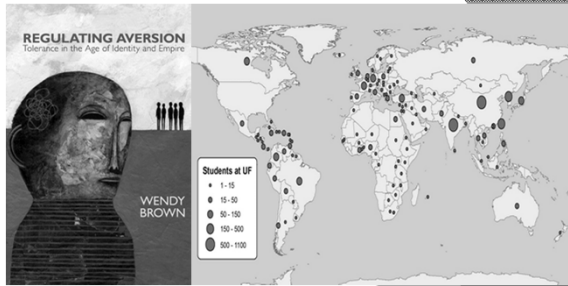 REGULATING AVERSION
Tolerance in the Age of Identity and Empire
WENDY
BROWN
Students at UF
1 - 15
15 - 50
50 - 150
150 - 500
500 - 1100